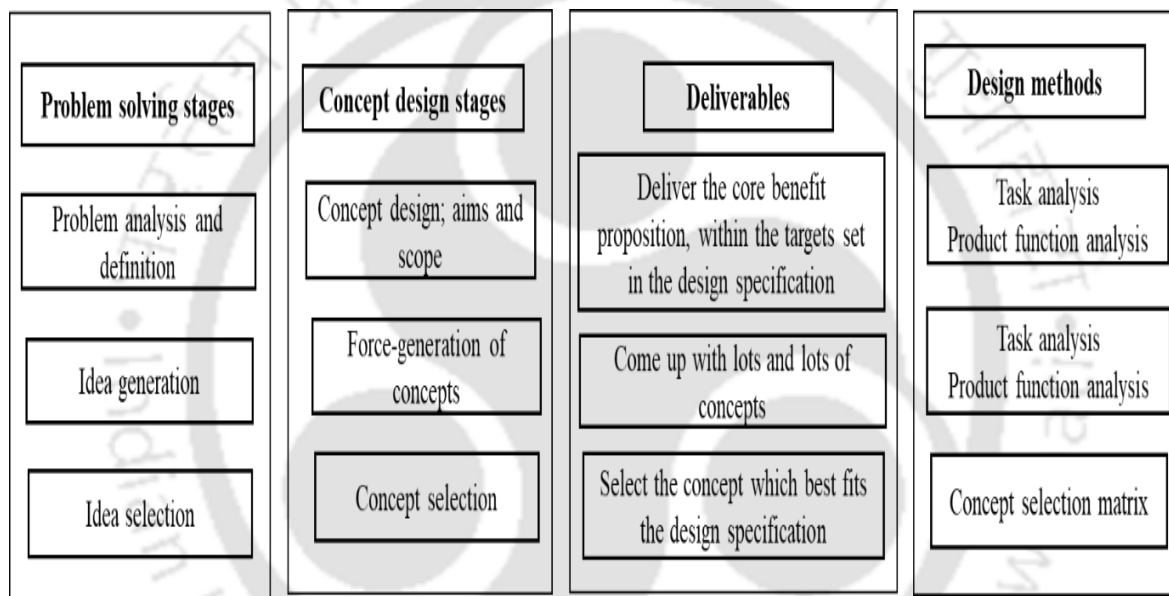 Problem solving stages
Problem analysis and
definition
Idea generation
Idea selection
Concept design stages
Concept design; aims and
scope
Force-generation of
concepts
Concept selection
Deliverables
Deliver the core benefit
proposition, within the targets set
in the design specification
Come up with lots and lots of
concepts
Select the concept which best fits
the design specification
Design methods
Task analysis
Product function analysis
Task analysis
Product function analysis
Concept selection matrix